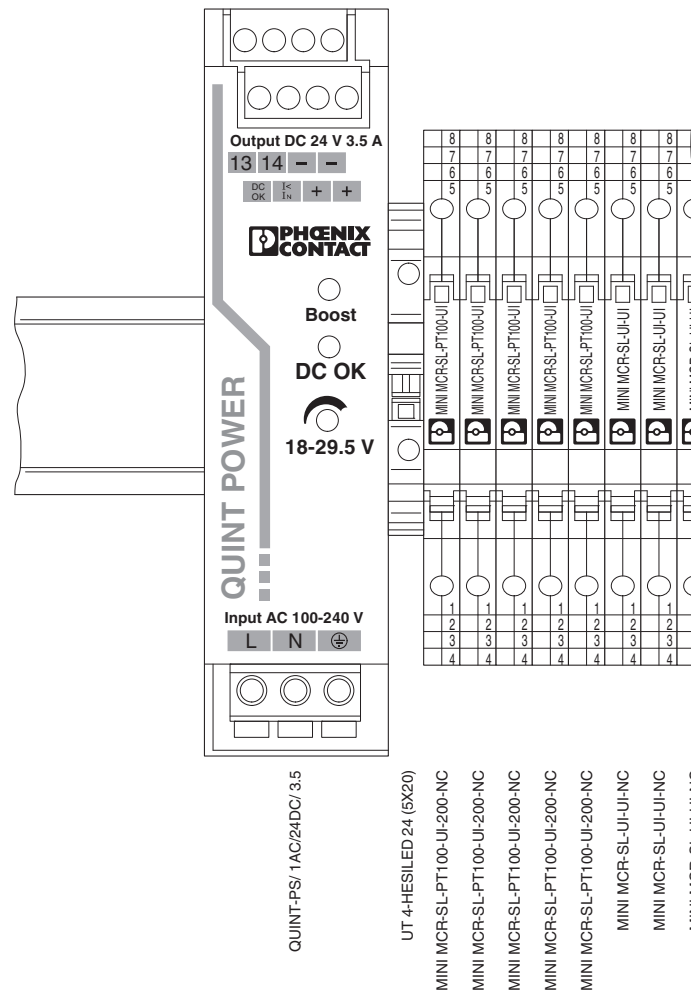 Output DC 24 V 3.5 A
13 14 – –
DC OK I< IN + +
PHŒNIX
CONTACT
Boost
DC OK
18-29.5 V
QUINT POWER
Input AC 100-240 V
L N
8 8 8 8 8 8 8
7 7 7 7 7 7 7
6 6 6 6 6 6 6
5 5 5 5 5 5 5
MINI MCR-SL-PT100-UI
MINI MCR-SL-PT100-UI
MINI MCR-SL-PT100-UI
MINI MCR-SL-PT100-UI
MINI MCR-SL-PT100-UI
MINI MCR-SL-UI-UI
MINI MCR-SL-UI-UI
1 1 1 1 1 1 1
2 2 2 2 2 2 2
3 3 3 3 3 3 3
4 4 4 4 4 4 4
QUINT-PS/ 1AC/24DC/ 3.5
UT 4-HESILED 24 (5X20)
MINI MCR-SL-PT100-UI-200-NC
MINI MCR-SL-PT100-UI-200-NC
MINI MCR-SL-PT100-UI-200-NC
MINI MCR-SL-PT100-UI-200-NC
MINI MCR-SL-PT100-UI-200-NC
MINI MCR-SL-UI-UI-NC
MINI MCR-SL-UI-UI-NC